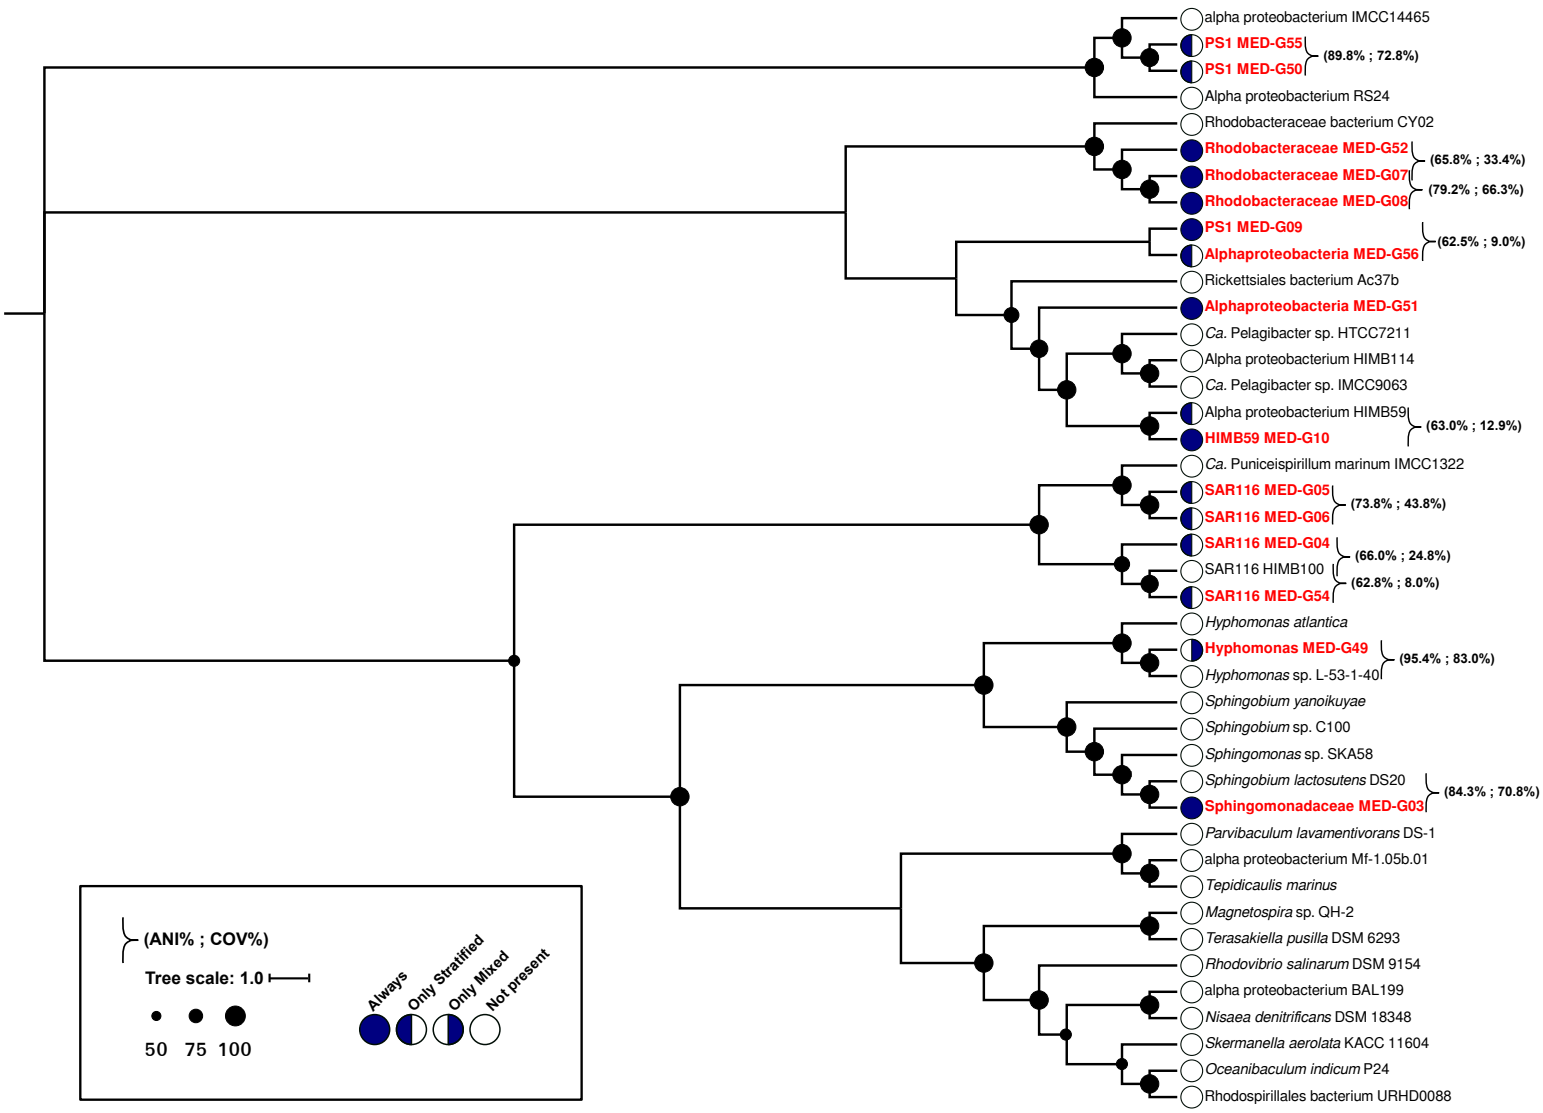 alpha proteobacterium IMCC14465
PS1 MED-G55
(89.8% ; 72.8%)
PS1 MED-G50
Alpha proteobacterium RS24
Rhodobacteraceae bacterium CY02
Rhodobacteraceae MED-G52
(65.8% ; 33.4%)
Rhodobacteraceae MED-G07
(79.2% ; 66.3%)
Rhodobacteraceae MED-G08
PS1 MED-G09
(62.5% ; 9.0%)
Alphaproteobacteria MED-G56
Rickettsiales bacterium Ac37b
Alphaproteobacteria MED-G51
Ca. Pelagibacter sp. HTCC7211
Alpha proteobacterium HIMB114
Ca. Pelagibacter sp. IMCC9063
Alpha proteobacterium HIMB59
(63.0% ; 12.9%)
HIMB59 MED-G10
Ca. Puniceispirillum marinum IMCC1322
SAR116 MED-G05
(73.8% ; 43.8%)
SAR116 MED-G06
SAR116 MED-G04
(66.0% ; 24.8%)
SAR116 HIMB100
(62.8% ; 8.0%)
SAR116 MED-G54
Hyphomonas atlantica
Hyphomonas MED-G49
(95.4% ; 83.0%)
Hyphomonas sp. L-53-1-40
Sphingobium yanoikuyae
Sphingobium sp. C100
Sphingomonas sp. SKA58
Sphingobium lactosutens DS20
(84.3% ; 70.8%)
Sphingomonadaceae MED-G03
Parvibaculum lavamentivorans DS-1
alpha proteobacterium Mf-1.05b.01
Tepidicaulis marinus
Magnetospira sp. QH-2
Terasakiella pusilla DSM 6293
Rhodovibrio salinarum DSM 9154
alpha proteobacterium BAL199
Nisaea denitrificans DSM 18348
Skermanella aerolata KACC 11604
Oceanibaculum indicum P24
Rhodospirillales bacterium URHD0088
(ANI% ; COV%)
Tree scale: 1.0
50 75 100
Always
Only Stratified
Only Mixed
Not present